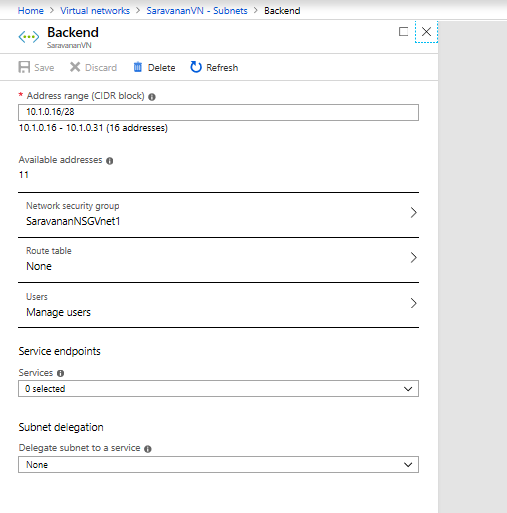 Home > Virtual networks > SaravananVN - Subnets > Backend
Backend
SaravananVN
Save Discard Delete Refresh
* Address range (CIDR block)
10.1.0.16/28
10.1.0.16 - 10.1.0.31 (16 addresses)
Available addresses
11
Network security group
SaravananNSGVnet1
Route table
None
Users
Manage users
Service endpoints
Services
0 selected
Subnet delegation
Delegate subnet to a service
None